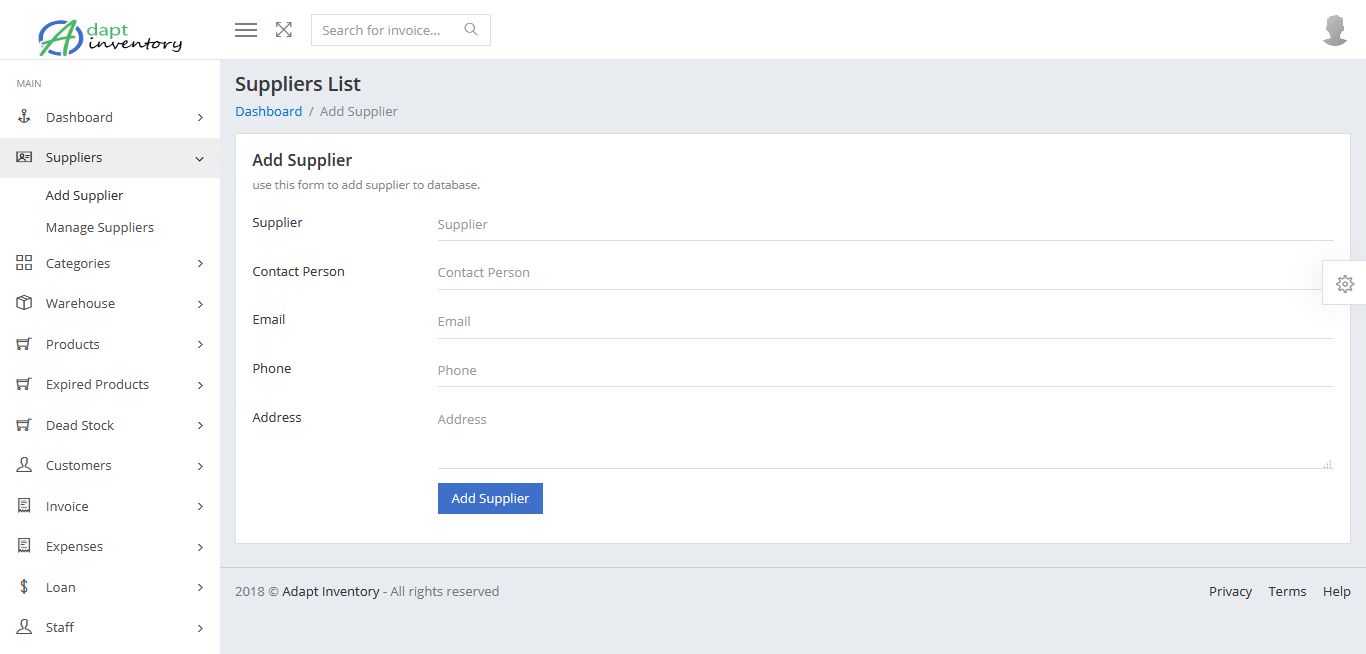 Adapt
inventory
Search for invoice...
MAIN
Dashboard
Suppliers
Add Supplier
Manage Suppliers
Categories
Warehouse
Products
Expired Products
Dead Stock
Customers
Invoice
Expenses
Loan
Staff
Suppliers List
Dashboard / Add Supplier
Add Supplier
use this form to add supplier to database.
Supplier Supplier
Contact Person Contact Person
Email Email
Phone Phone
Address Address
Add Supplier
2018 © Adapt Inventory - All rights reserved Privacy Terms Help